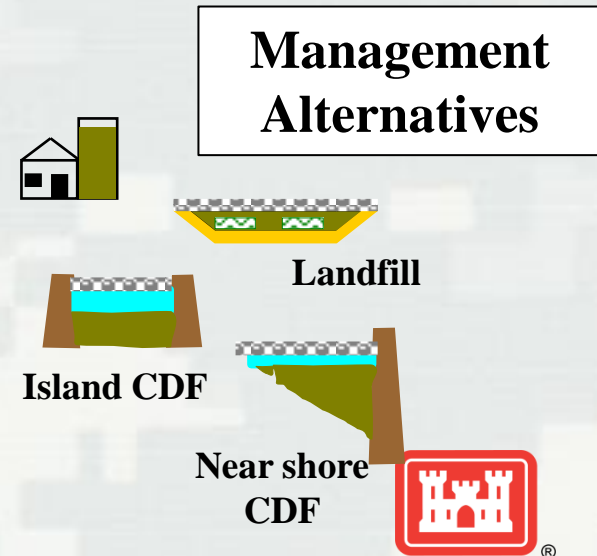 Management
Alternatives
Landfill
Island CDF
Near shore
CDF
®